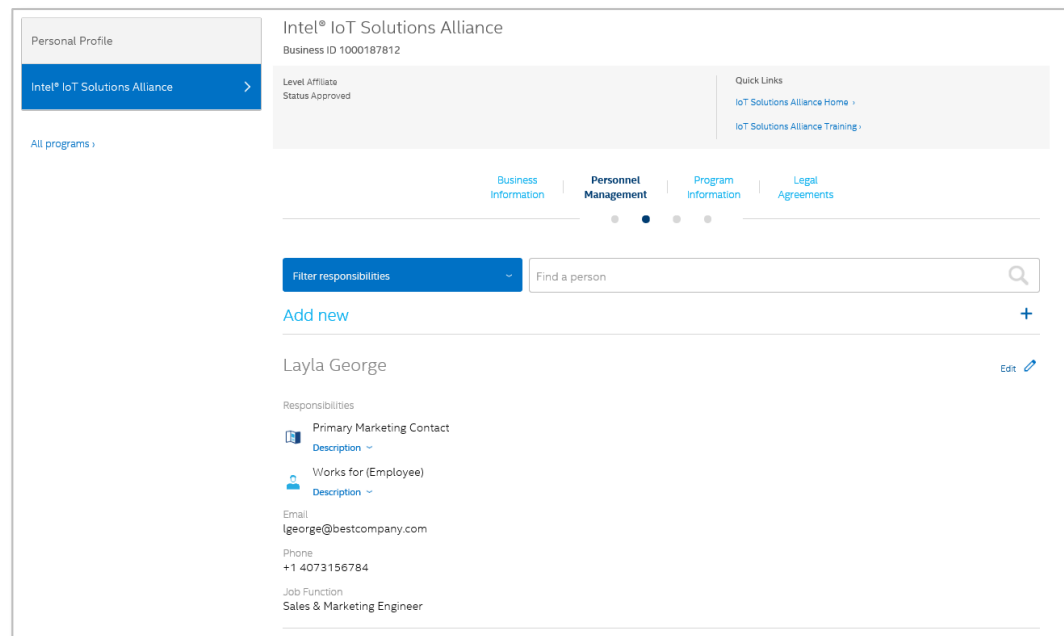 Personal Profile
Intel® IoT Solutions Alliance
All programs ›
Intel® IoT Solutions Alliance
Business ID 1000187812
Level Affiliate
Status Approved
Quick Links
IoT Solutions Alliance Home ›
IoT Solutions Alliance Training ›
Business
Information
Personnel
Management
Program
Information
Legal
Agreements
Filter responsibilities
Find a person
Add new
Layla George
Edit
Responsibilities
Primary Marketing Contact
Description
Works for (Employee)
Description
Email
lgeorge@bestcompany.com
Phone
+1 4073156784
Job Function
Sales & Marketing Engineer